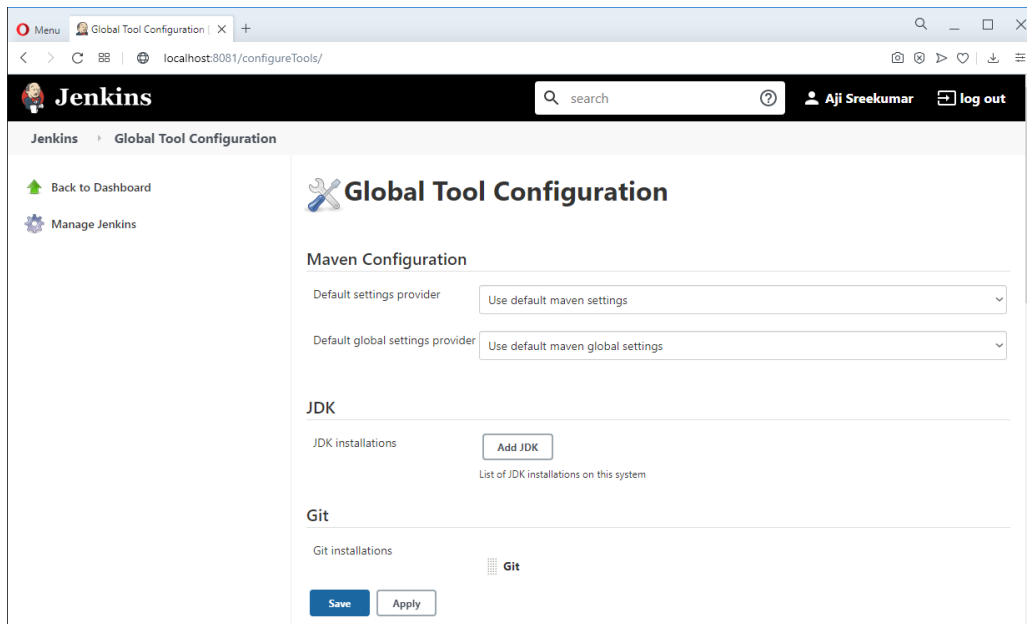 Menu
Global Tool Configuration |
localhost:8081/configureTools/
Jenkins
search
Aji Sreekumar
log out
Jenkins
Global Tool Configuration
Back to Dashboard
Manage Jenkins
Global Tool Configuration
Maven Configuration
Default settings provider
Use default maven settings
Default global settings provider
Use default maven global settings
JDK
JDK installations
Add JDK
List of JDK installations on this system
Git
Git installations
Git
Save
Apply